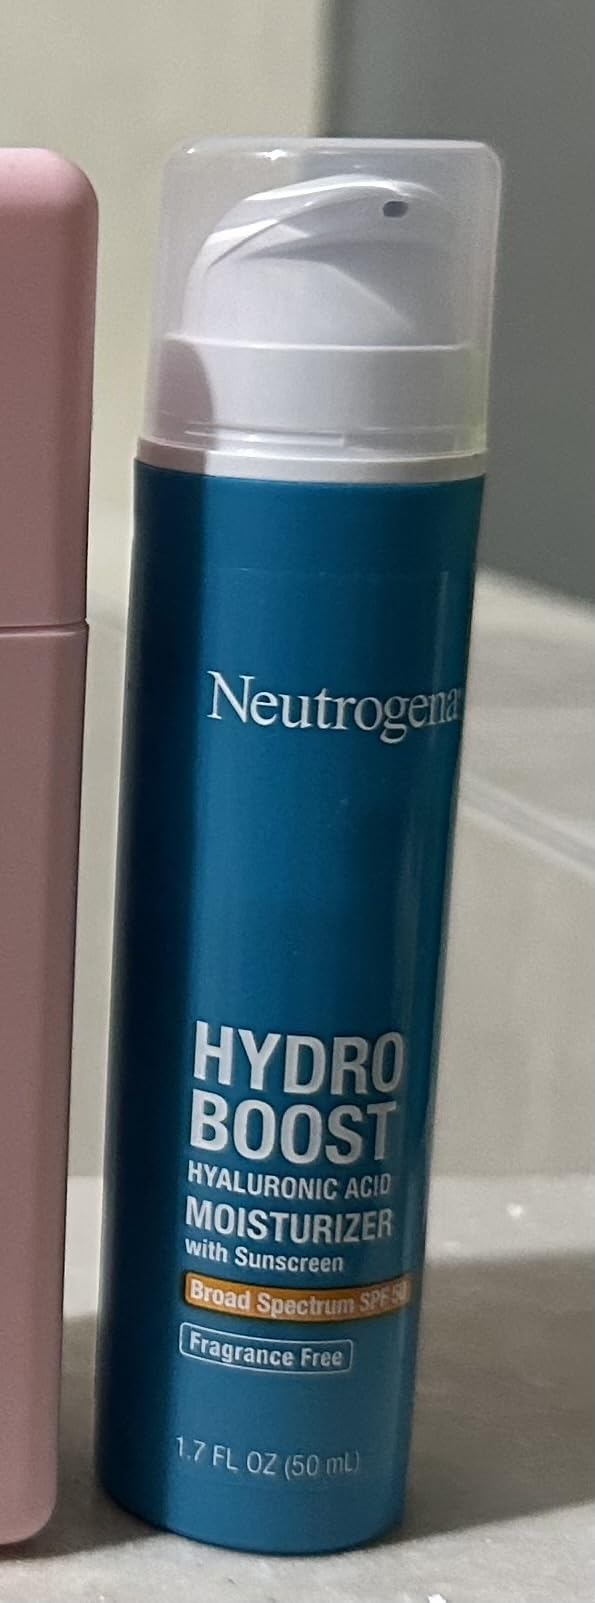 Neutrogena
HYDRO
BOOST
HYALURONIC ACID
MOISTURIZER
with Sunscreen
Broad Spectrum SPF 50
Fragrance Free
1.7 FL OZ (50 mL)